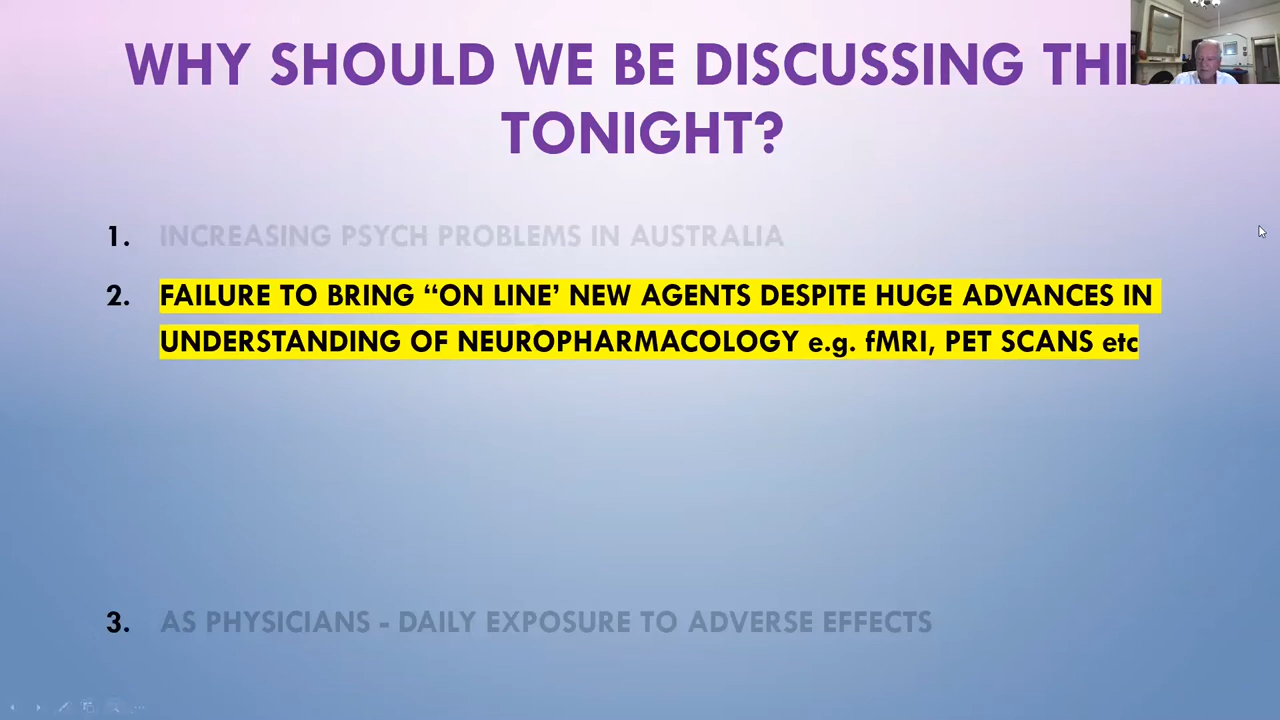 WHY SHOULD WE BE DISCUSSING THI
TONIGHT?
1. INCREASING PSYCH PROBLEMS IN AUSTRALIA
2. FAILURE TO BRING “ON LINE’ NEW AGENTS DESPITE HUGE ADVANCES IN
UNDERSTANDING OF NEUROPHARMACOLOGY e.g. fMRI, PET SCANS etc
3. AS PHYSICIANS - DAILY EXPOSURE TO ADVERSE EFFECTS